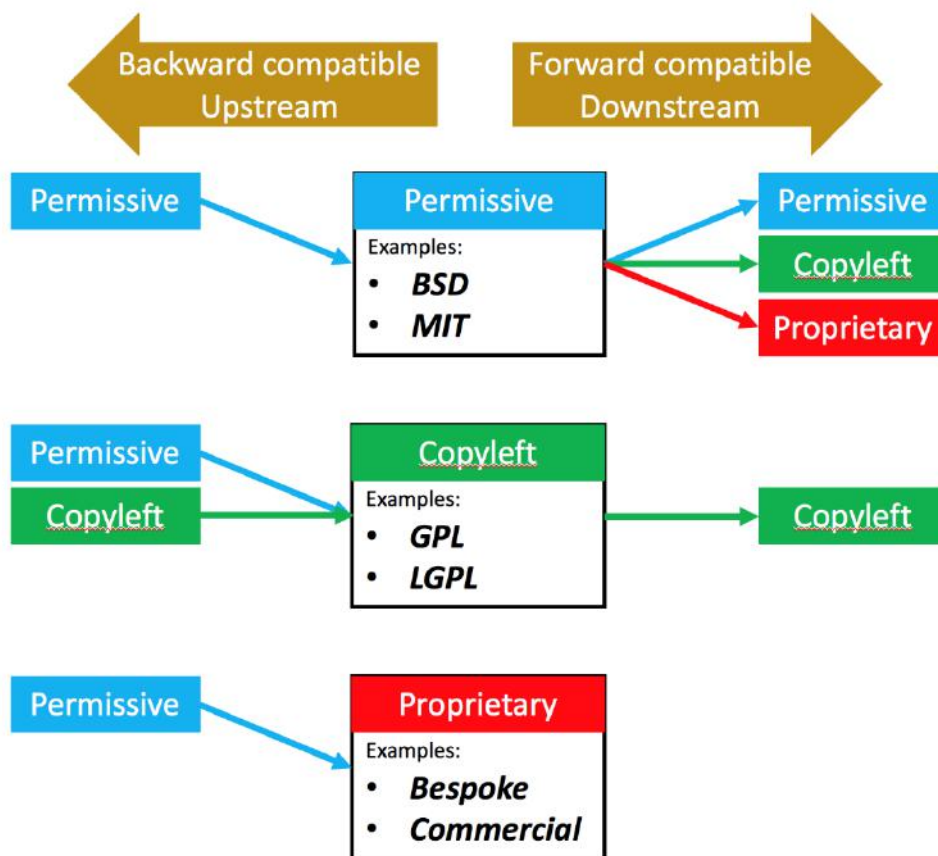 Backward compatible
Upstream
Forward compatible
Downstream
Permissive
Permissive
Examples:
• BSD
• MIT
Permissive
Copyleft
Proprietary
Permissive
Copyleft
Copyleft
Examples:
• GPL
• LGPL
Copyleft
Permissive
Proprietary
Examples:
• Bespoke
• Commercial